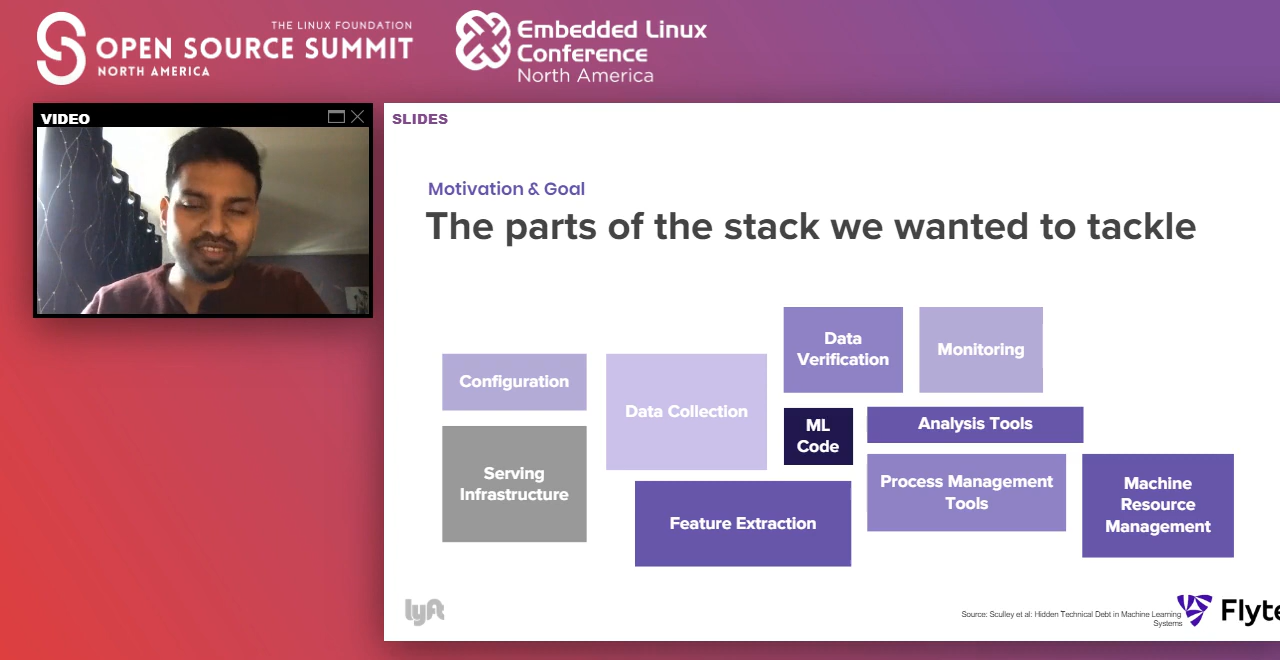 THE LINUX FOUNDATION
OPEN SOURCE SUMMIT
NORTH AMERICA
Embedded Linux
Conference
North America
VIDEO
SLIDES
Motivation & Goal
The parts of the stack we wanted to tackle
Configuration
Serving
Infrastructure
Data Collection
Feature Extraction
Data
Verification
Monitoring
ML
Code
Analysis Tools
Process Management
Tools
Machine
Resource
Management
lyft
Source: Sculley et al: Hidden Technical Debt in Machine Learning
Systems
Flyte